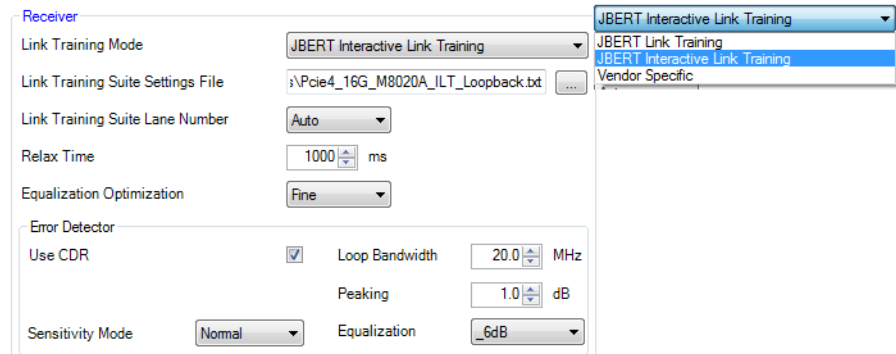 Receiver
Link Training Mode
JBERT Interactive Link Training
Link Training Suite Settings File
s\Pcie4_16G_M8020A_ILT_Loopback.txt
...
Link Training Suite Lane Number
Auto
Relax Time
1000
ms
Equalization Optimization
Fine
Error Detector
Use CDR
Loop Bandwidth
20.0
MHz
Peaking
1.0
dB
Sensitivity Mode
Normal
Equalization
_6dB
JBERT Interactive Link Training
JBERT Link Training
JBERT Interactive Link Training
Vendor Specific